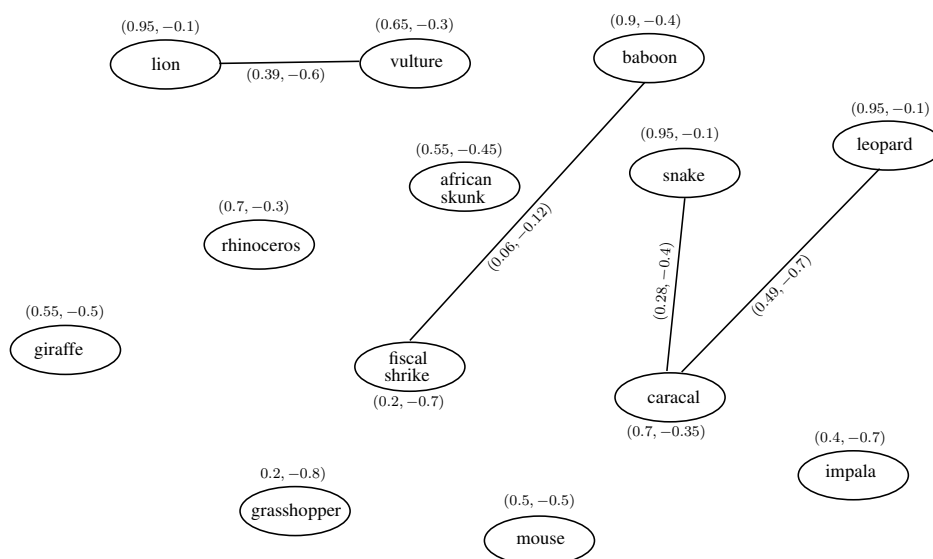 (0.95, −0.1)
lion
(0.65, −0.3)
vulture
(0.39, −0.6)
(0.9, −0.4)
baboon
(0.95, −0.1)
leopard
(0.95, −0.1)
snake
(0.55, −0.45)
african
skunk
(0.06, −0.12)
(0.7, −0.3)
rhinoceros
(0.28, −0.4)
(0.49, −0.7)
(0.55, −0.5)
giraffe
fiscal
shrike
(0.2, −0.7)
caracal
(0.7, −0.35)
(0.4, −0.7)
impala
0.2, −0.8)
grasshopper
(0.5, −0.5)
mouse